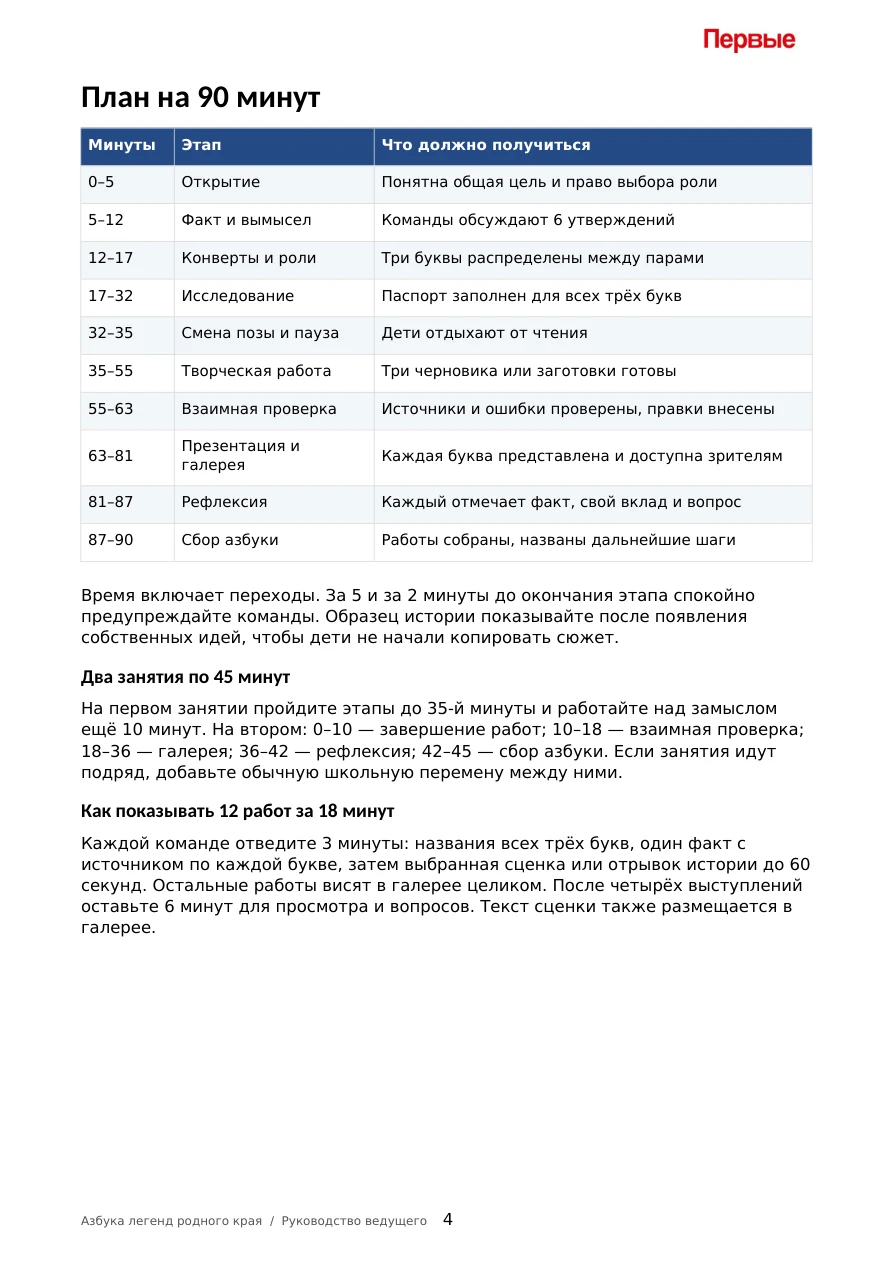 Первые
План на 90 минут
Минуты Этап Что должно получиться
0–5 Открытие Понятна общая цель и право выбора роли
5–12 Факт и вымысел Команды обсуждают 6 утверждений
12–17 Конверты и роли Три буквы распределены между парами
17–32 Исследование Паспорт заполнен для всех трёх букв
32–35 Смена позы и пауза Дети отдыхают от чтения
35–55 Творческая работа Три черновика или заготовки готовы
55–63 Взаимная проверка Источники и ошибки проверены, правки внесены
63–81 Презентация и
галерея Каждая буква представлена и доступна зрителям
81–87 Рефлексия Каждый отмечает факт, свой вклад и вопрос
87–90 Сбор азбуки Работы собраны, названы дальнейшие шаги
Время включает переходы. За 5 и за 2 минуты до окончания этапа спокойно
предупреждайте команды. Образец истории показывайте после появления
собственных идей, чтобы дети не начали копировать сюжет.
Два занятия по 45 минут
На первом занятии пройдите этапы до 35-й минуты и работайте над замыслом
ещё 10 минут. На втором: 0–10 — завершение работ; 10–18 — взаимная проверка;
18–36 — галерея; 36–42 — рефлексия; 42–45 — сбор азбуки. Если занятия идут
подряд, добавьте обычную школьную перемену между ними.
Как показывать 12 работ за 18 минут
Каждой команде отведите 3 минуты: названия всех трёх букв, один факт с
источником по каждой букве, затем выбранная сценка или отрывок истории до 60
секунд. Остальные работы висят в галерее целиком. После четырёх выступлений
оставьте 6 минут для просмотра и вопросов. Текст сценки также размещается в
галерее.
Азбука легенд родного края / Руководство ведущего 4